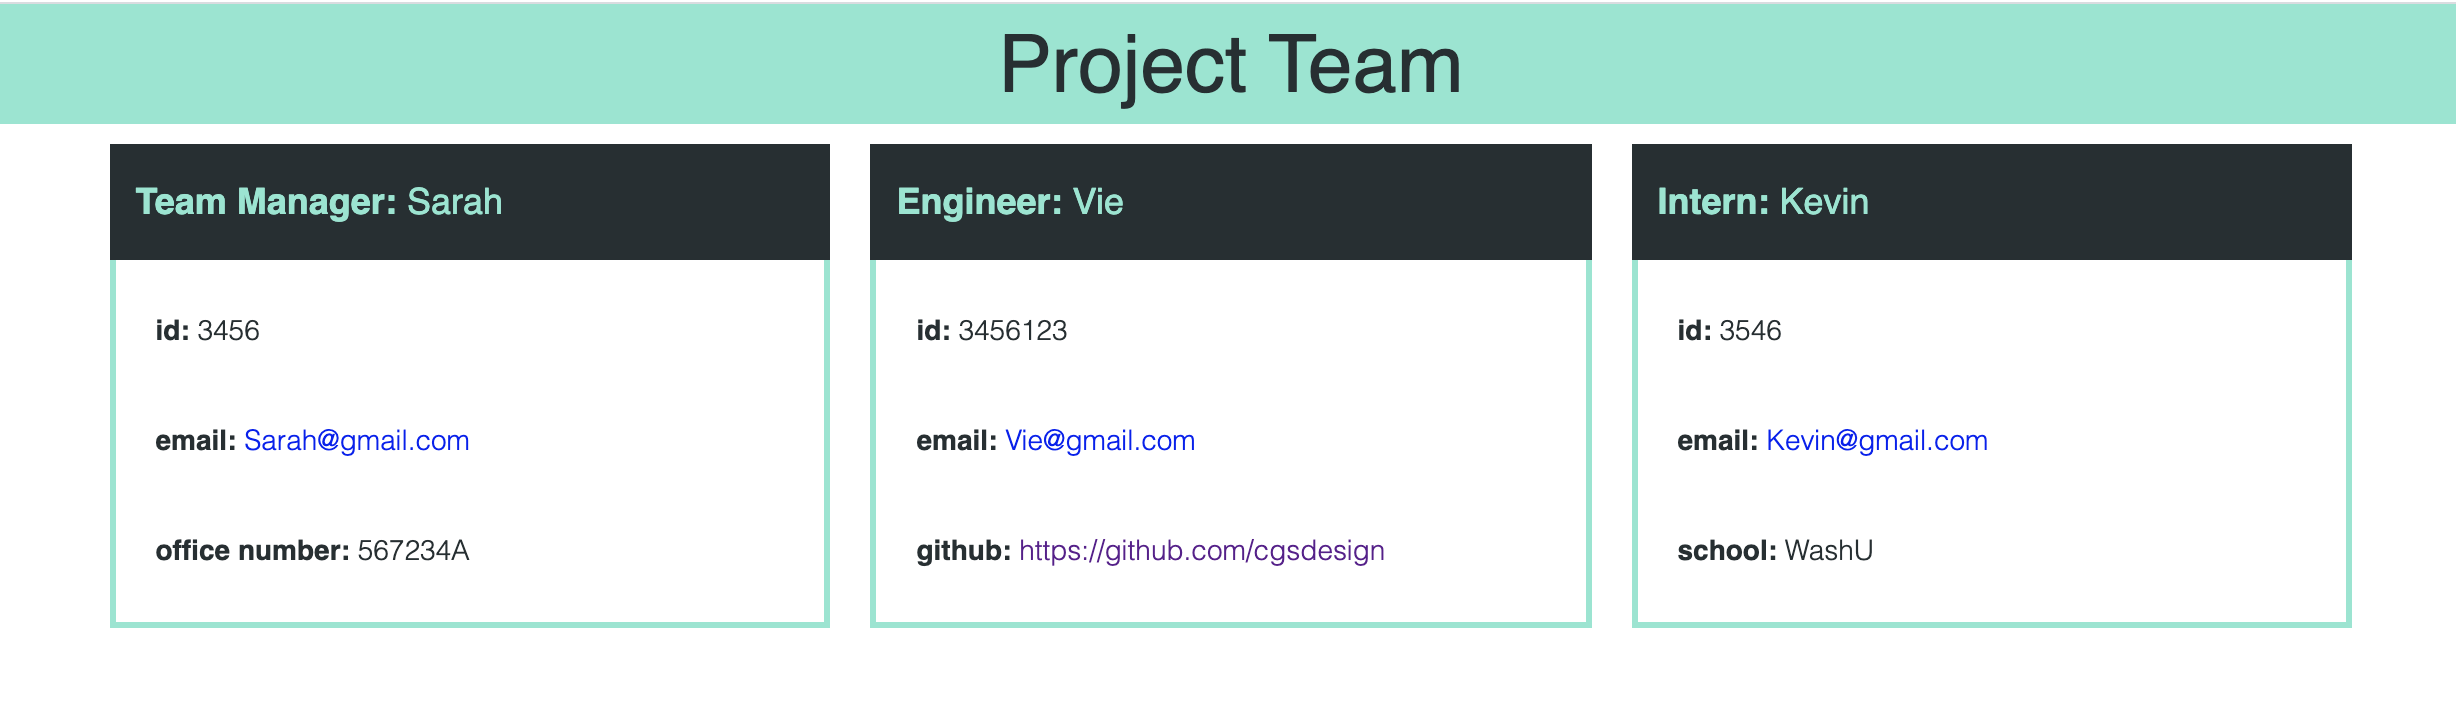 Project Team
Team Manager: Sarah
id: 3456
email: Sarah@gmail.com
office number: 567234A
Engineer: Vie
id: 3456123
email: Vie@gmail.com
github: https://github.com/cgsdesign
Intern: Kevin
id: 3546
email: Kevin@gmail.com
school: WashU